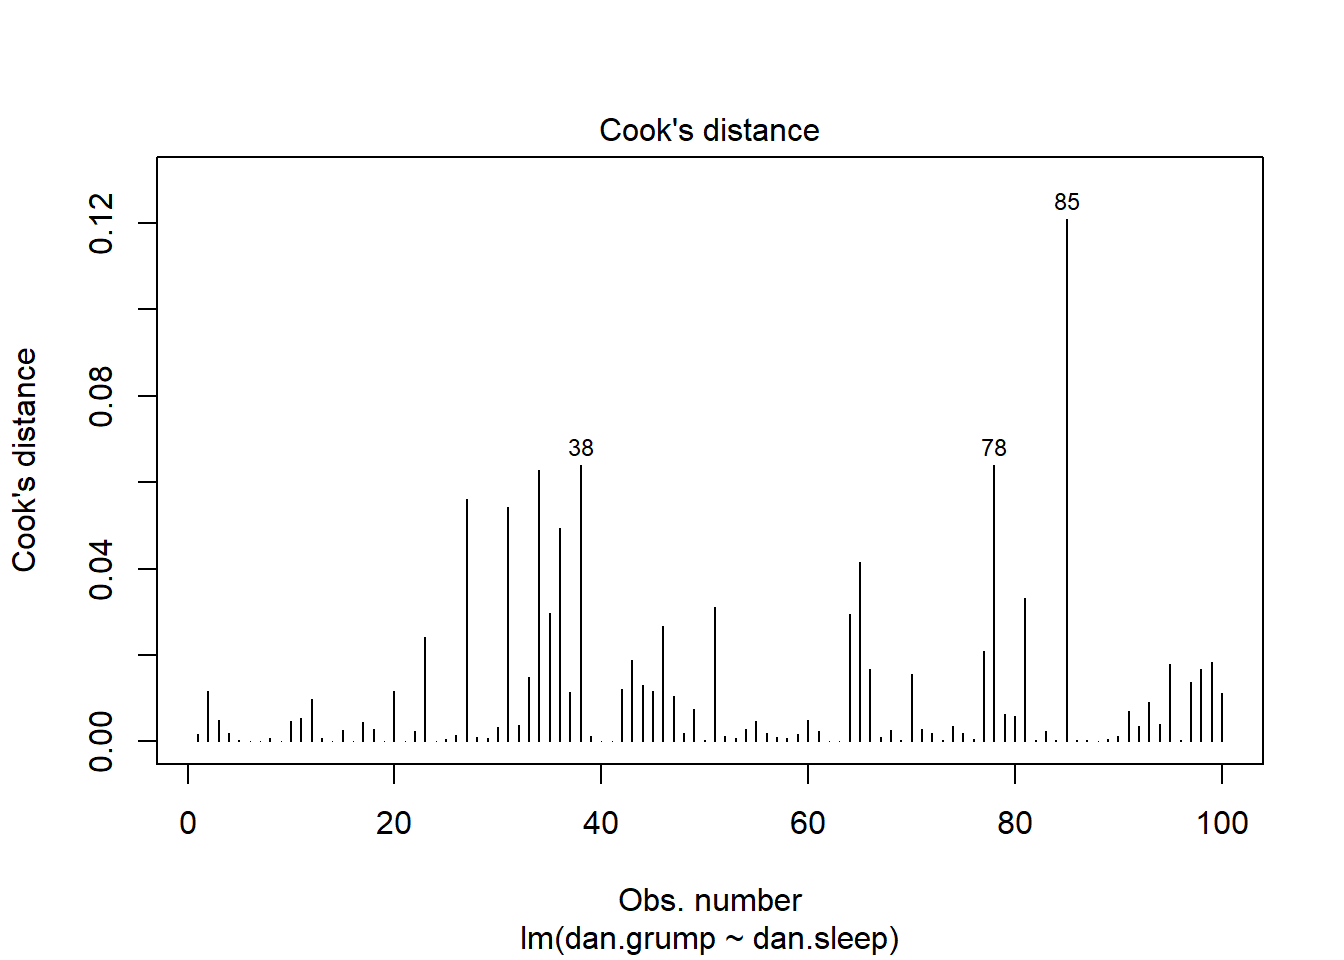 Cook's distance
85
0.12
0.08
Cook's distance
38
78
0.04
0.00
0 20 40 60 80 100
Obs. number
lm(dan.grump ~ dan.sleep)